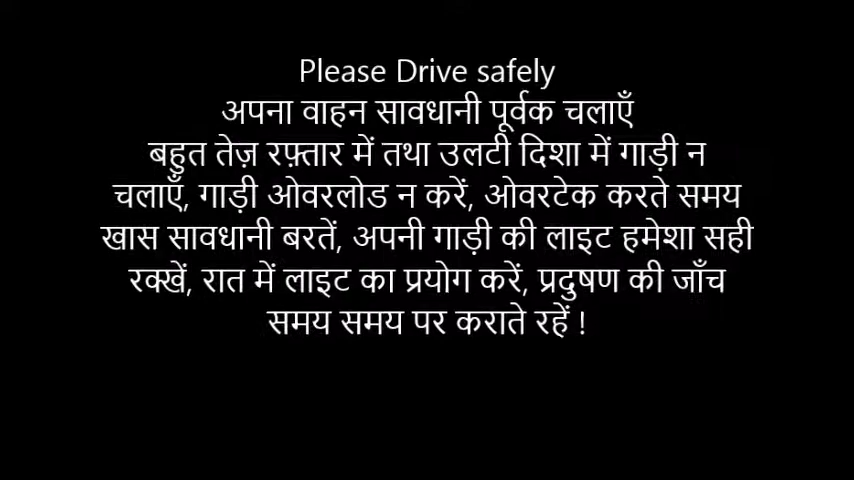 Please Drive safely
अपना वाहन सावधानी पूर्वक चलाएँ
बहुत तेज़ रफ़्तार में तथा उलटी दिशा में गाड़ी न
चलाएँ, गाड़ी ओवरलोड न करें, ओवरटेक करते समय
खास सावधानी बरतें, अपनी गाड़ी की लाइट हमेशा सही
रक्खें, रात में लाइट का प्रयोग करें, प्रदुषण की जाँच
समय समय पर कराते रहें !